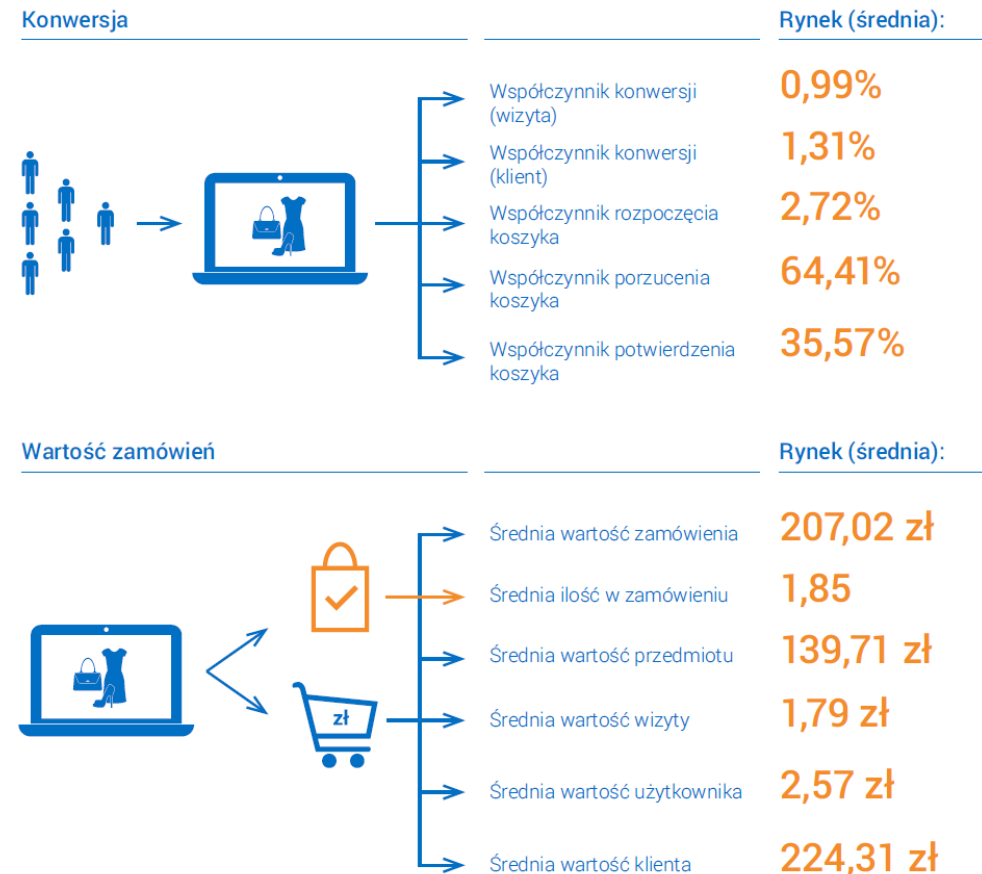 Konwersja
Rynek (średnia):
Współczynnik konwersji
(wizyta)
0,99%
Współczynnik konwersji
(klient)
1,31%
Współczynnik rozpoczęcia
koszyka
2,72%
Współczynnik porzucenia
koszyka
64,41%
Współczynnik potwierdzenia
koszyka
35,57%
Wartość zamówień
Rynek (średnia):
Średnia wartość zamówienia
207,02 zł
Średnia ilość w zamówieniu
1,85
Średnia wartość przedmiotu
139,71 zł
zł
Średnia wartość wizyty
1,79 zł
Średnia wartość użytkownika
2,57 zł
Średnia wartość klienta
224,31 zł